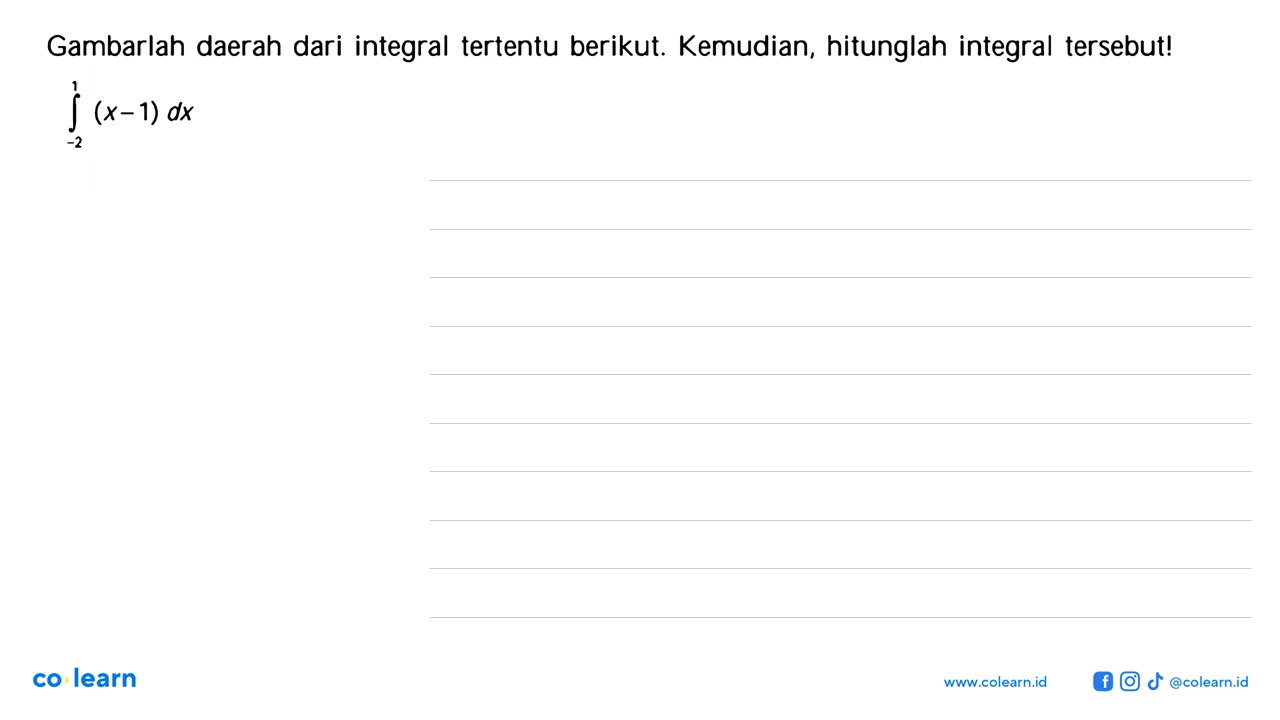 Gambarlah daerah dari integral tertentu berikut. Kemudian, hitunglah integral tersebut!
1
∫ (x – 1) dx
–2
co learn
www.colearn.id @colearn.id